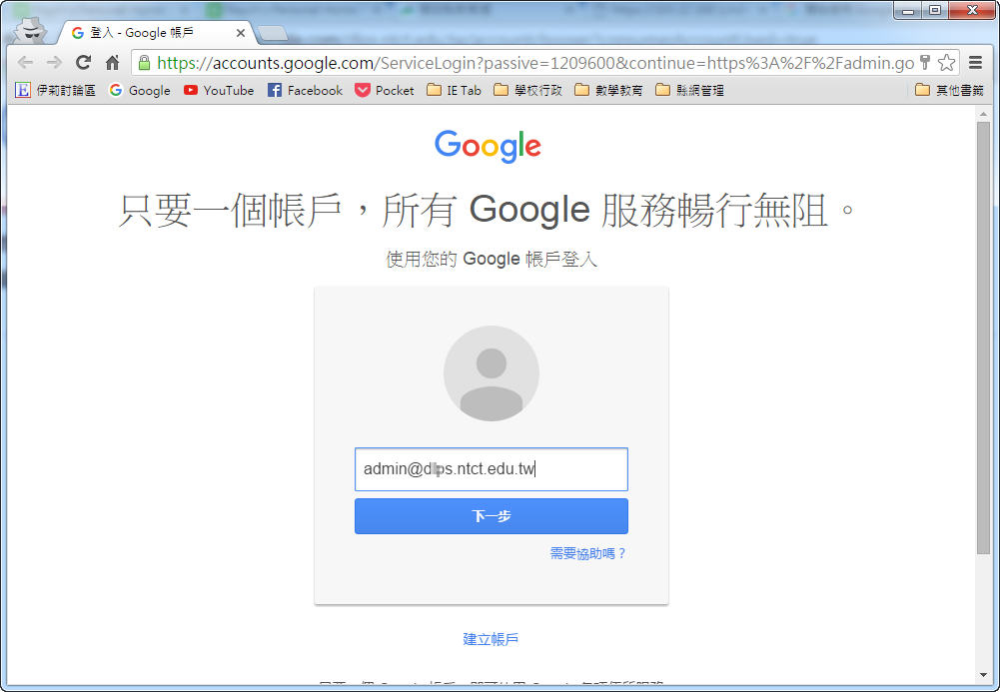 登入 - Google 帳戶
https://accounts.google.com/ServiceLogin?passive=1209600&continue=https%3A%2F%2Fadmin.go
伊莉討論區 Google YouTube Facebook Pocket IE Tab 學校行政 數學教育 縣網管理 其他書籤
Google
只要一個帳戶，所有 Google 服務暢行無阻。
使用您的 Google 帳戶登入
admin@d ps.ntct.edu.tw
下一步
需要協助嗎？
建立帳戶